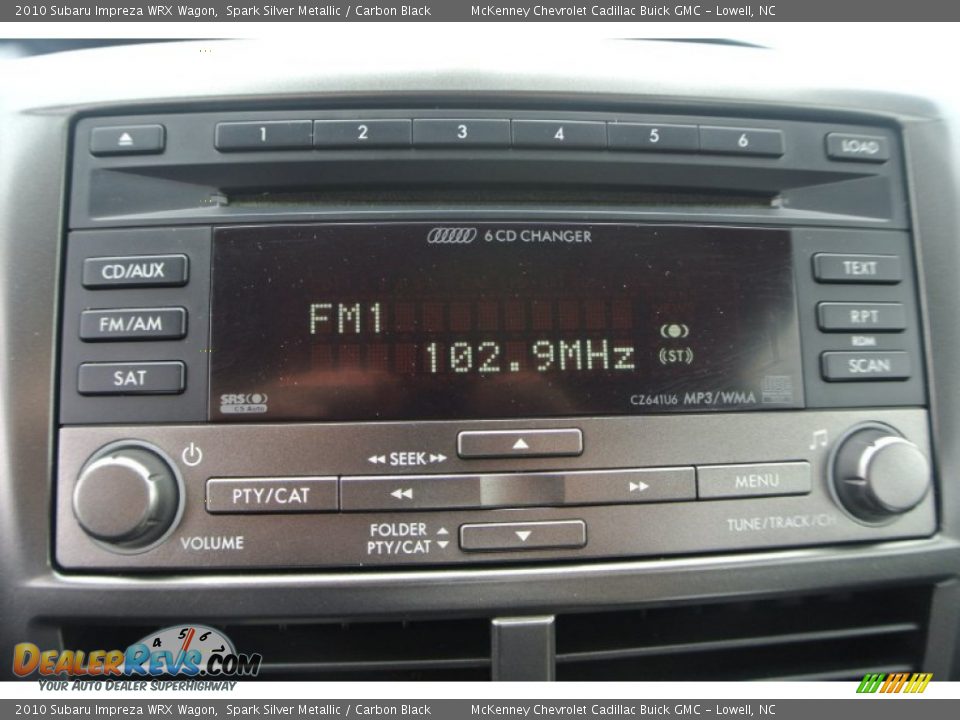 2010 Subaru Impreza WRX Wagon, Spark Silver Metallic / Carbon Black McKenney Chevrolet Cadillac Buick GMC - Lowell, NC
1 2 3 4 5 6 LOAD
6 CD CHANGER
CD/AUX TEXT
FM/AM FM1 RPT
RDM
SAT 102.9MHz (ST) SCAN
SRS
CS Auto CZ641U6 MP3/WMA
SEEK
PTY/CAT MENU
VOLUME FOLDER TUNE/TRACK/CH
PTY/CAT
4 5 6
DEALERREVS.COM
YOUR AUTO DEALER SUPERHIGHWAY
2010 Subaru Impreza WRX Wagon, Spark Silver Metallic / Carbon Black McKenney Chevrolet Cadillac Buick GMC - Lowell, NC